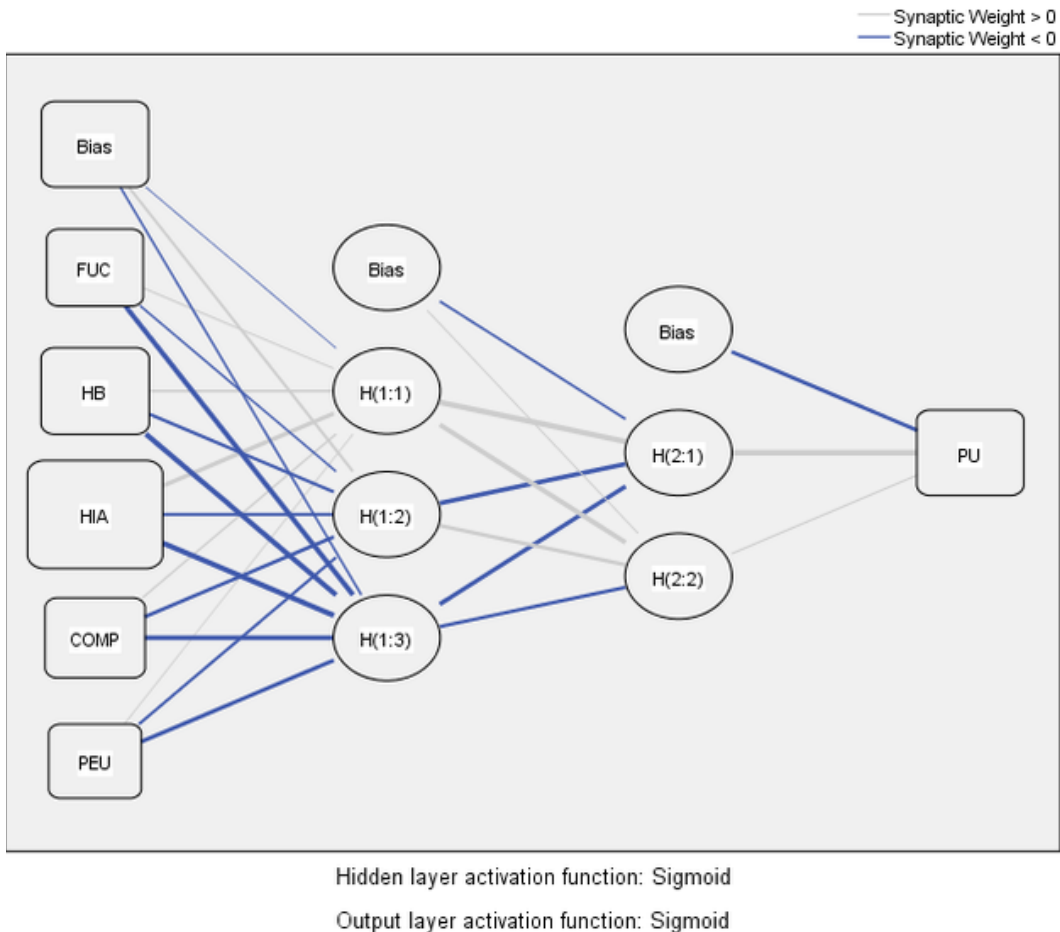 Synaptic Weight > 0
Synaptic Weight < 0
Bias
FUC
HB
HIA
COMP
PEU
Bias
H(1:1)
H(1:2)
H(1:3)
Bias
H(2:1)
H(2:2)
PU
Hidden layer activation function: Sigmoid
Output layer activation function: Sigmoid